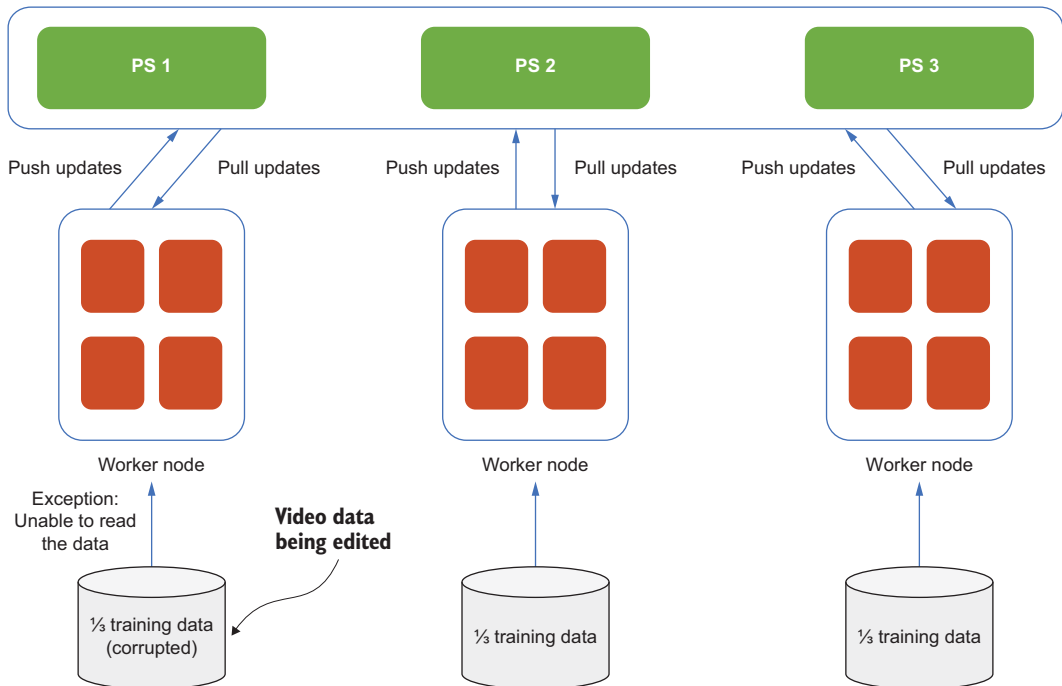 PS 1
PS 2
PS 3
Push updates
Pull updates
Push updates
Pull updates
Push updates
Pull updates
Worker node
Worker node
Worker node
Exception:
Unable to read
the data
Video data
being edited
⅓ training data
(corrupted)
⅓ training data
⅓ training data